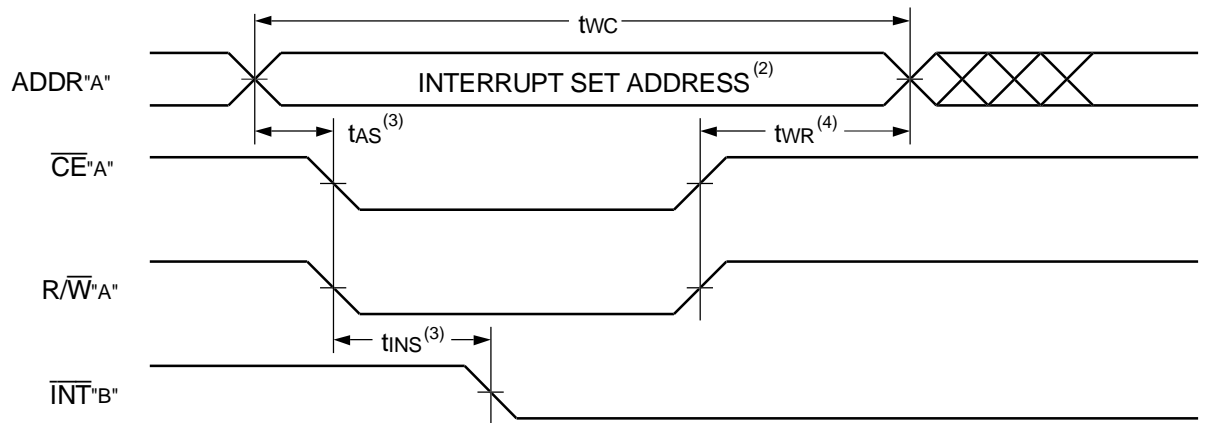 tWC
ADDR"A"
INTERRUPT SET ADDRESS(2)
tAS(3)
tWR(4)
CE"A"
R/W"A"
tINS(3)
INT"B"